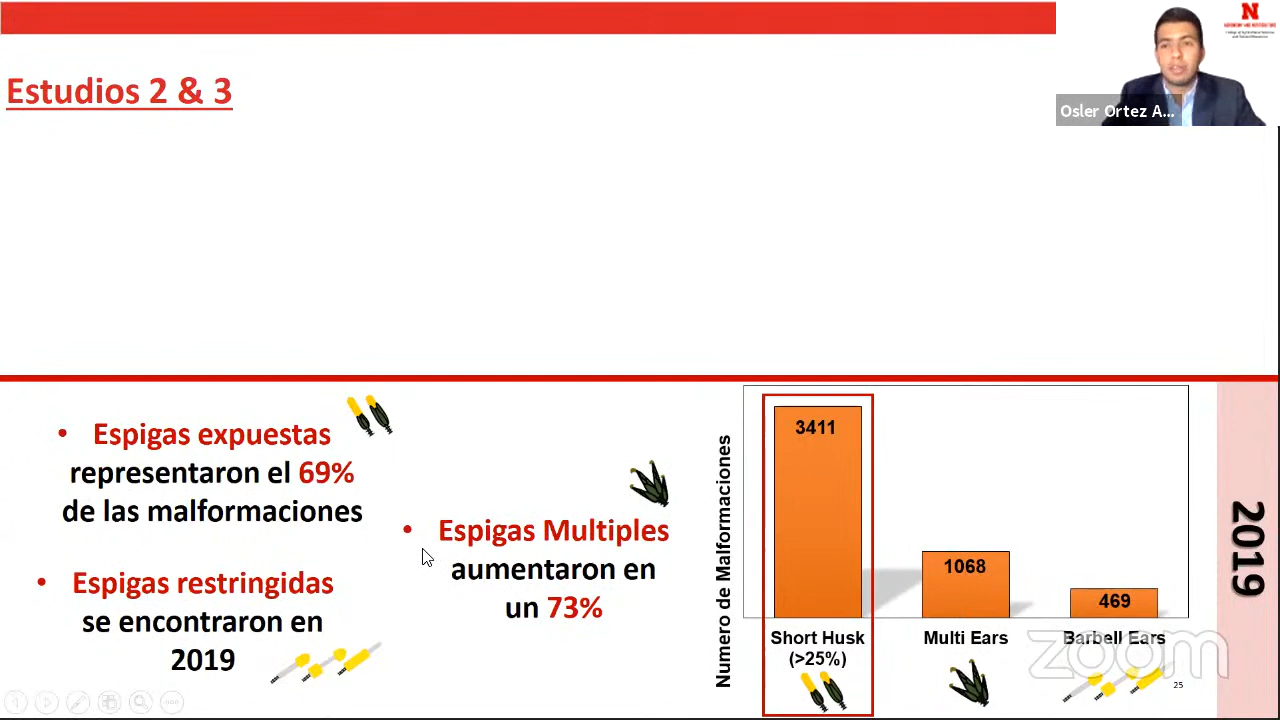 Estudios 2 & 3
Osler Ortez A...
N
• Espigas expuestas
representaron el 69%
de las malformaciones
• Espigas restringidas
se encontraron en
2019
• Espigas Multiples
aumentaron en
un 73%
Numero de Malformaciones
3411
1068
469
Short Husk
(>25%)
Multi Ears
Barbell Ears
2019
zoom
25